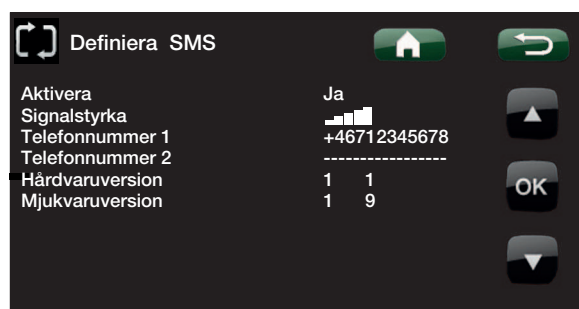 Definiera SMS
Aktivera Ja
Signalstyrka
Telefonnummer 1 +46712345678
Telefonnummer 2 -----------------
Hårdvaruversion 1 1
OK
Mjukvaruversion 1 9